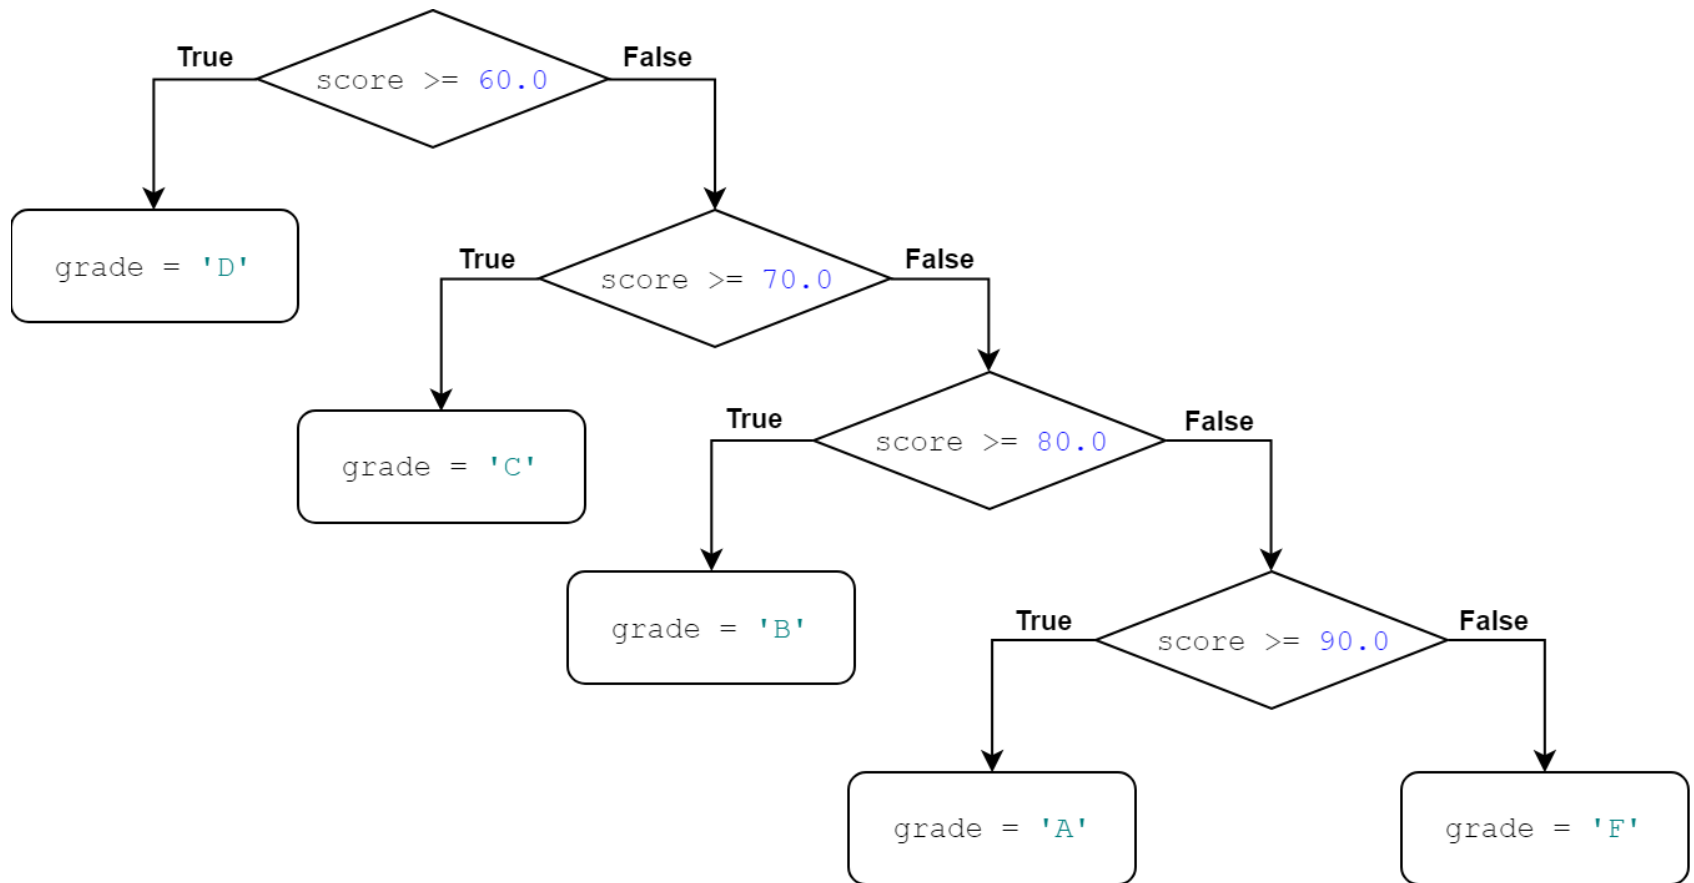 True
False
score >= 60.0
grade = 'D'
True
False
score >= 70.0
grade = 'C'
True
False
score >= 80.0
grade = 'B'
True
False
score >= 90.0
grade = 'A'
grade = 'F'